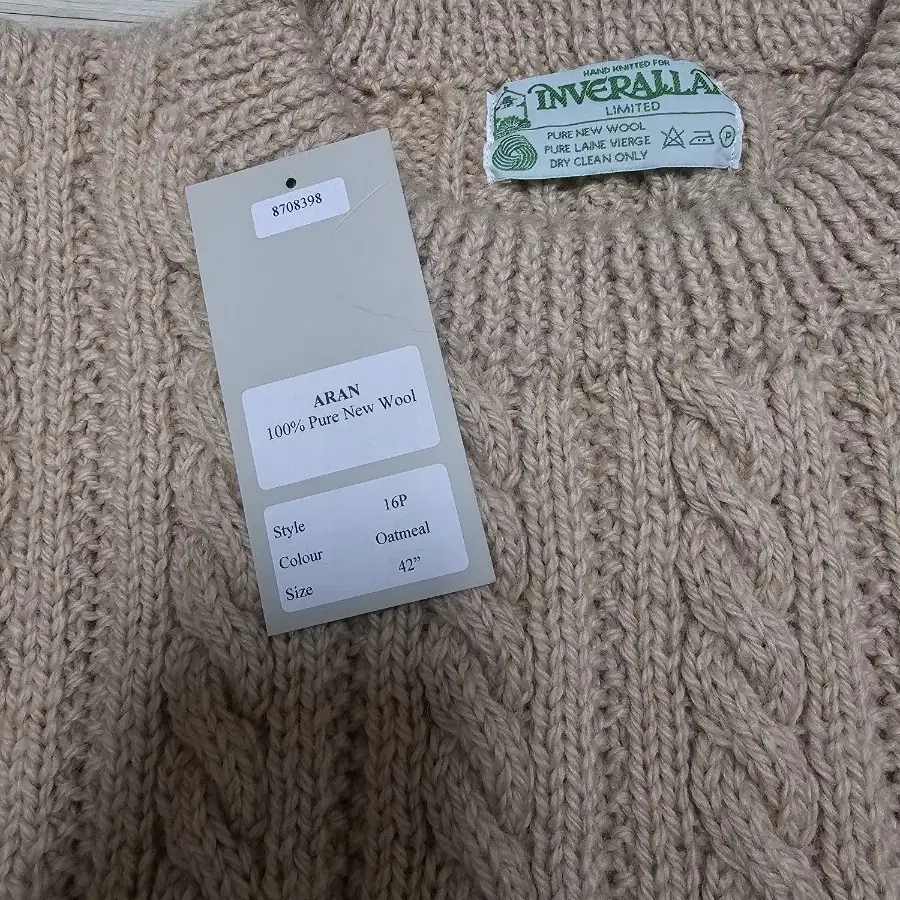 HAND KNITTED FOR
INVERALLA
LIMITED
PURE NEW WOOL
PURE LAINE VIERGE
DRY CLEAN ONLY
P
8708398
ARAN
100% Pure New Wool
Style 16P
Colour Oatmeal
Size 42”